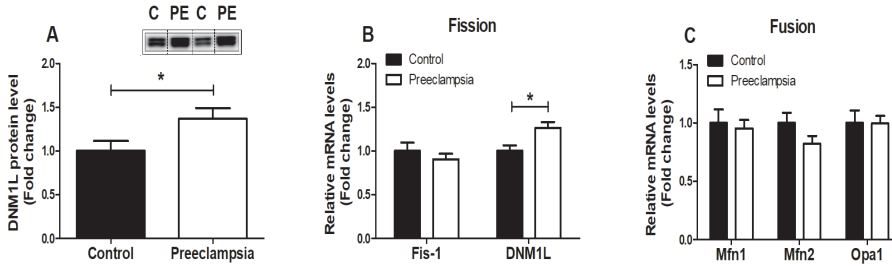 A
C PE C PE
DNM1L protein level
(Fold change)
2.0
1.5
1.0
0.5
0.0
*
Control Preeclampsia
B
Fission
Control
Preeclampsia
Relative mRNA levels
(Fold change)
2.0
1.5
1.0
0.5
0.0
*
Fis-1 DNM1L
C
Fusion
Control
Preeclampsia
Relative mRNA levels
(Fold change)
1.5
1.0
0.5
0.0
Mfn1 Mfn2 Opa1